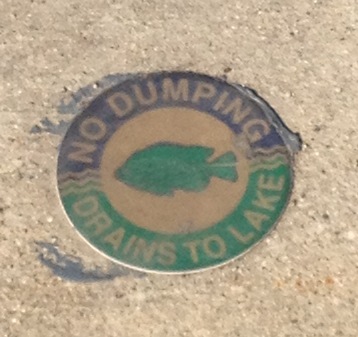 NO DUMPING
DRAINS TO LAKE